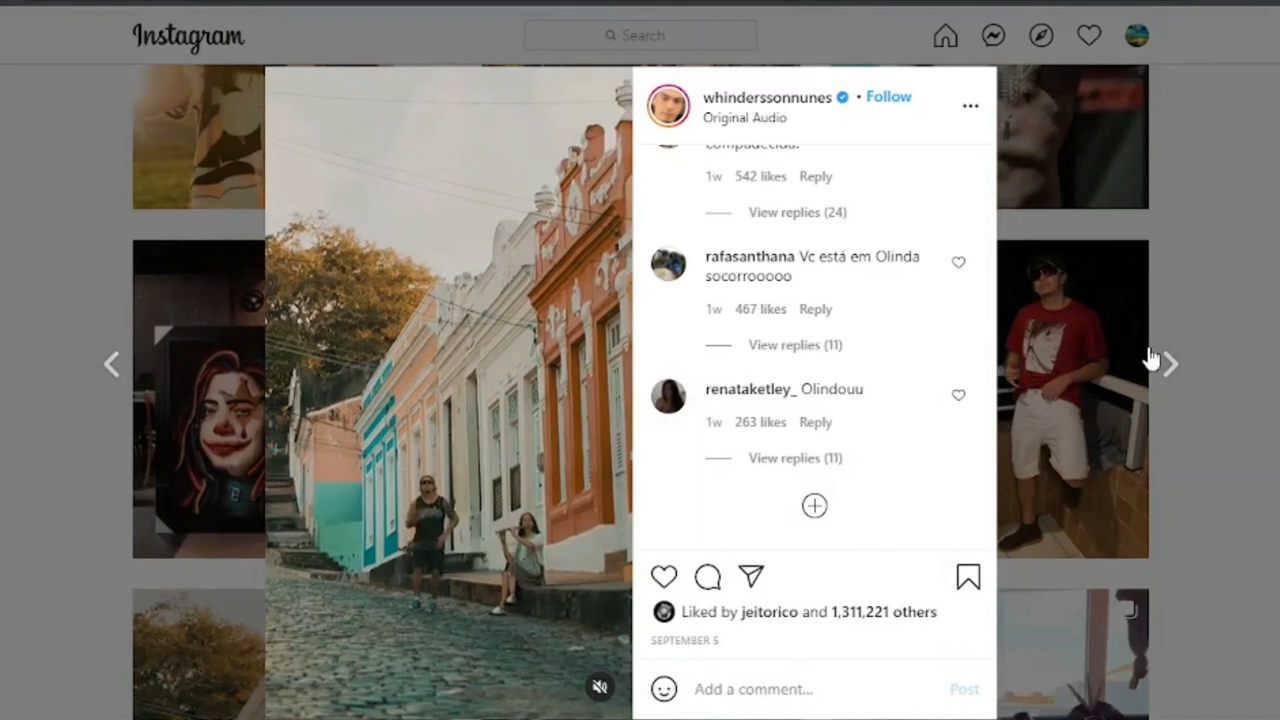 Instagram
Search
whinderssonnunes • Follow
Original Audio
compadecida.
1w 542 likes Reply
View replies (24)
rafasanthana Vc está em Olinda
socorrooooo
1w 467 likes Reply
View replies (11)
renataketley_ Olindouu
1w 263 likes Reply
View replies (11)
Liked by jeitorico and 1,311,221 others
SEPTEMBER 5
Add a comment...
Post